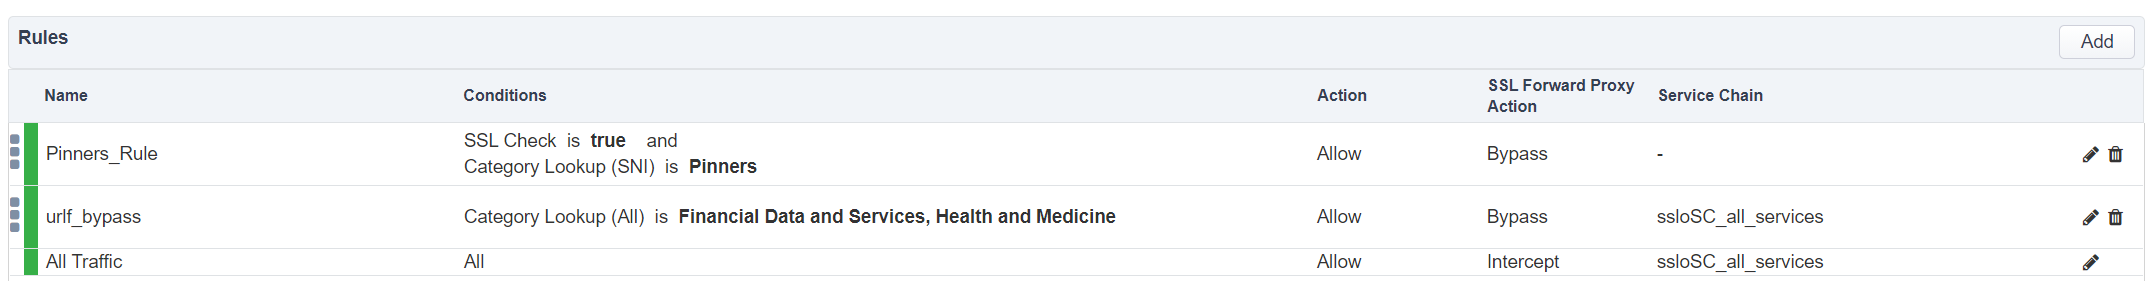 Rules
Add
Name
Conditions
Action
SSL Forward Proxy
Action
Service Chain
Pinners_Rule
SSL Check is true and
Category Lookup (SNI) is Pinners
Allow
Bypass
-
urlf_bypass
Category Lookup (All) is Financial Data and Services, Health and Medicine
Allow
Bypass
ssloSC_all_services
All Traffic
All
Allow
Intercept
ssloSC_all_services